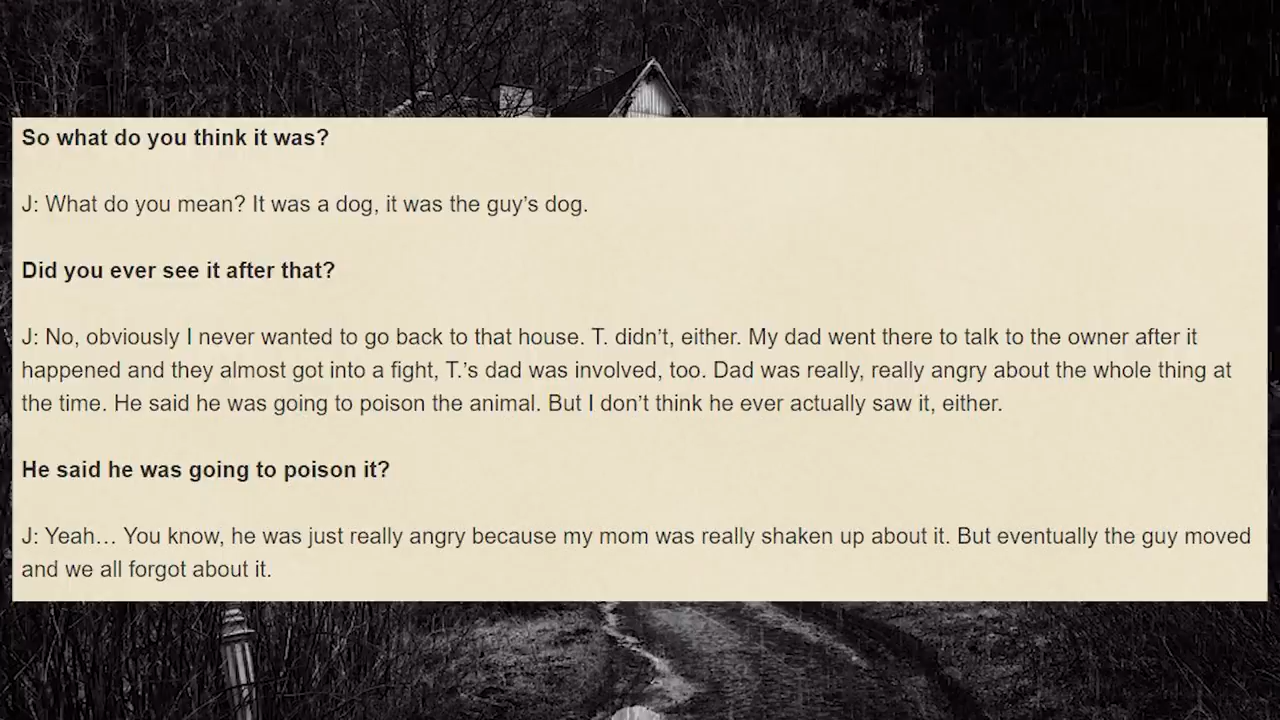 So what do you think it was?
J: What do you mean? It was a dog, it was the guy’s dog.
Did you ever see it after that?
J: No, obviously I never wanted to go back to that house. T. didn’t, either. My dad went there to talk to the owner after it
happened and they almost got into a fight, T.’s dad was involved, too. Dad was really, really angry about the whole thing at
the time. He said he was going to poison the animal. But I don’t think he ever actually saw it, either.
He said he was going to poison it?
J: Yeah… You know, he was just really angry because my mom was really shaken up about it. But eventually the guy moved
and we all forgot about it.